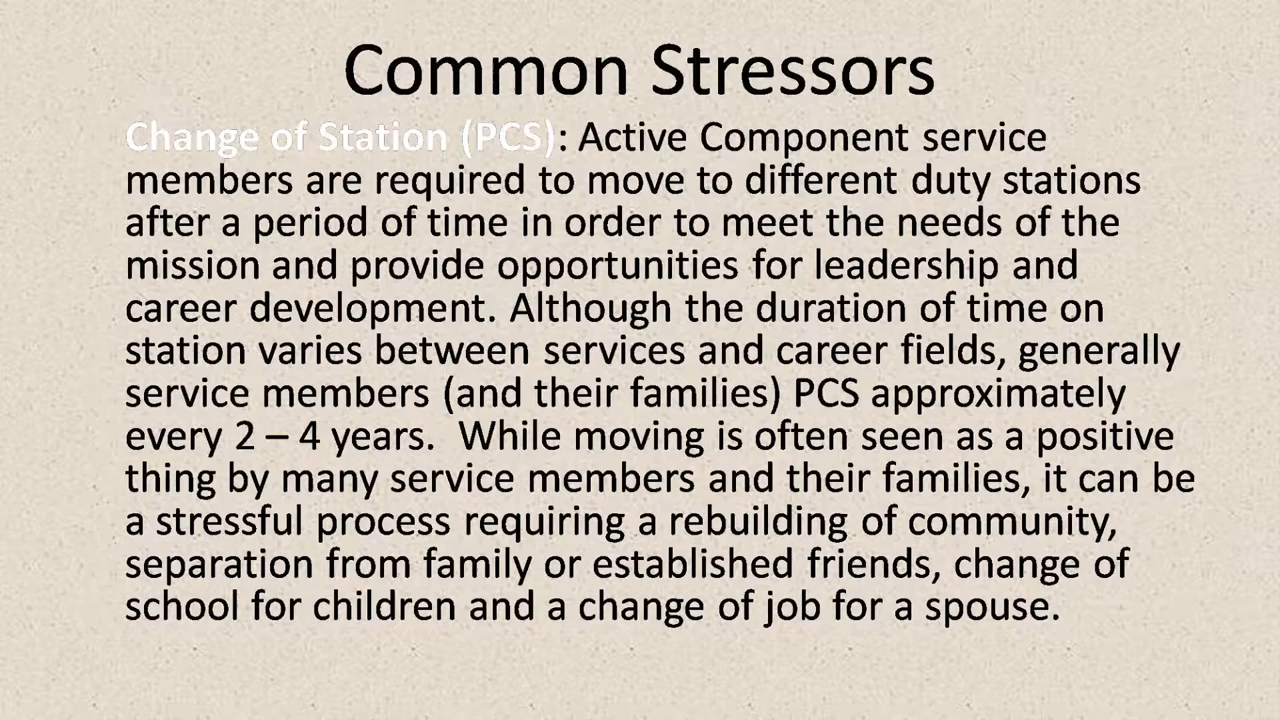 Common Stressors
Change of Station (PCS): Active Component service
members are required to move to different duty stations
after a period of time in order to meet the needs of the
mission and provide opportunities for leadership and
career development. Although the duration of time on
station varies between services and career fields, generally
service members (and their families) PCS approximately
every 2 – 4 years.  While moving is often seen as a positive
thing by many service members and their families, it can be
a stressful process requiring a rebuilding of community,
separation from family or established friends, change of
school for children and a change of job for a spouse.